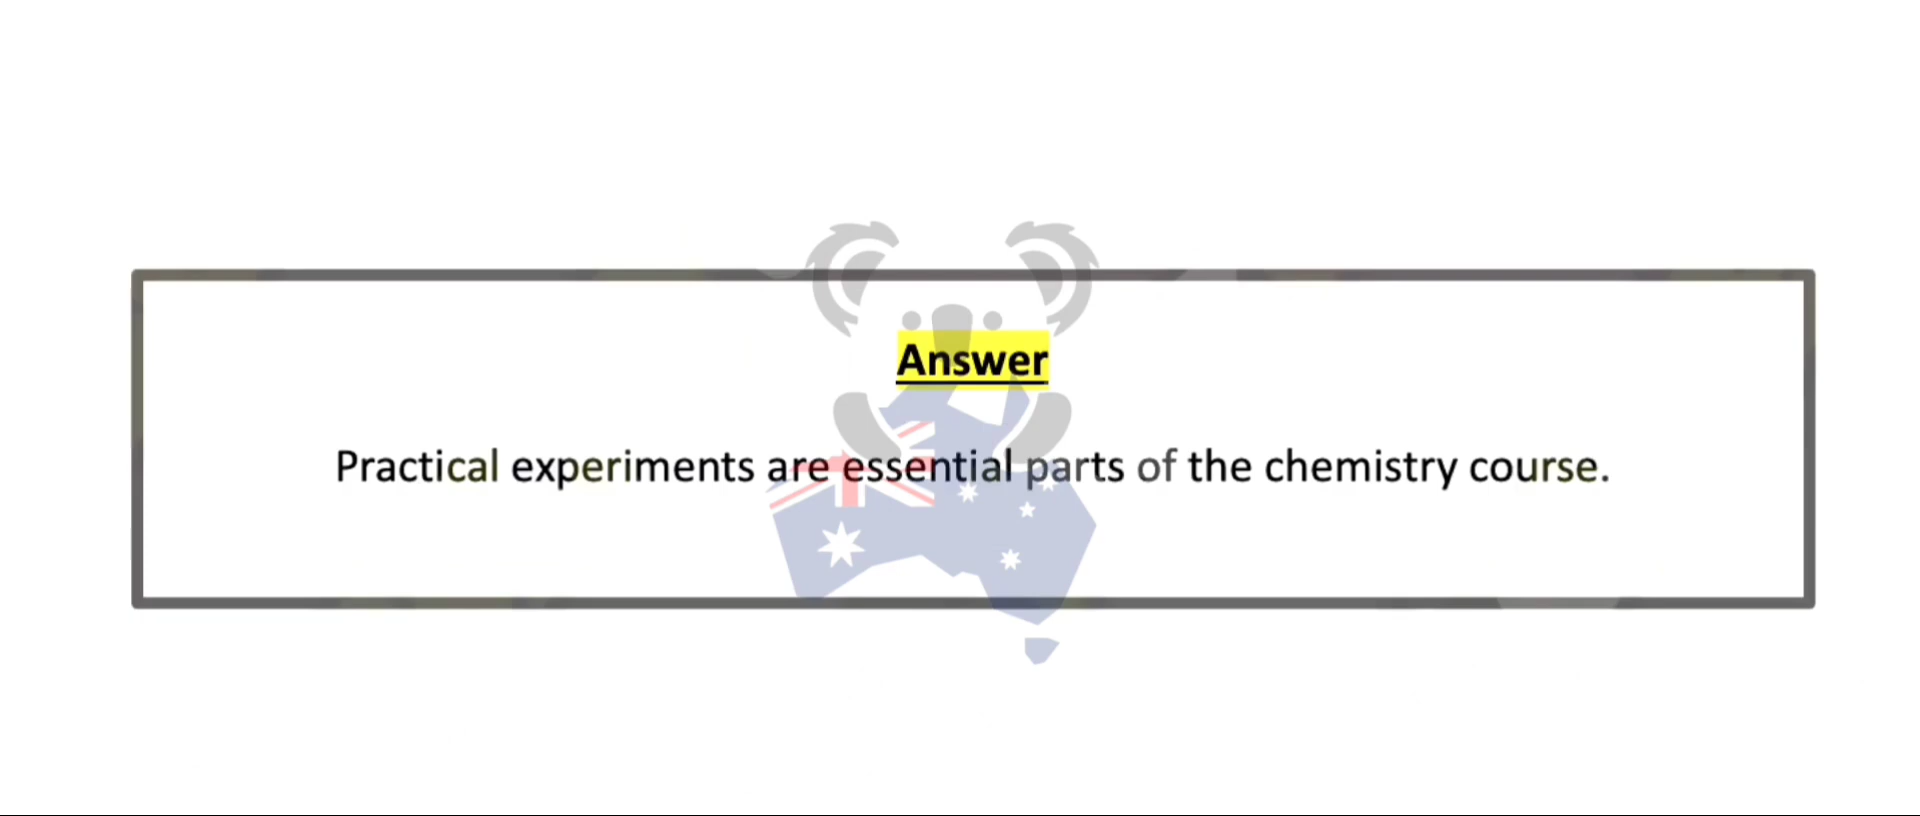 Answer
Practical experiments are essential parts of the chemistry course.